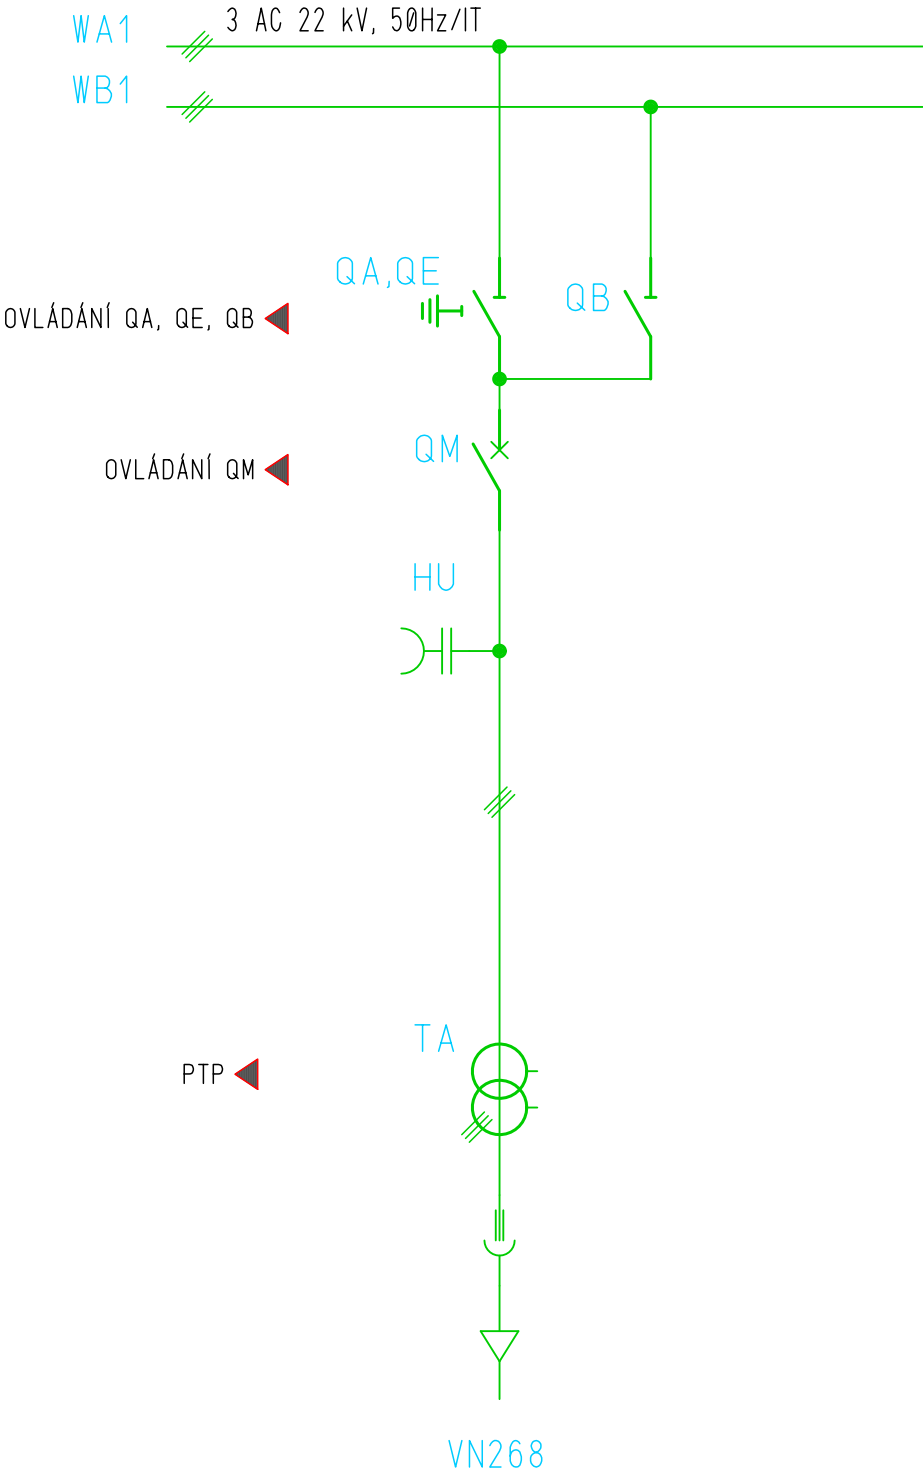 3 AC 22 kV, 50Hz/IT
WA1
WB1
QA,QE
QB
OVLÁDÁNÍ QA, QE, QB
QM
OVLÁDÁNÍ QM
HU
TA
PTP
VN268